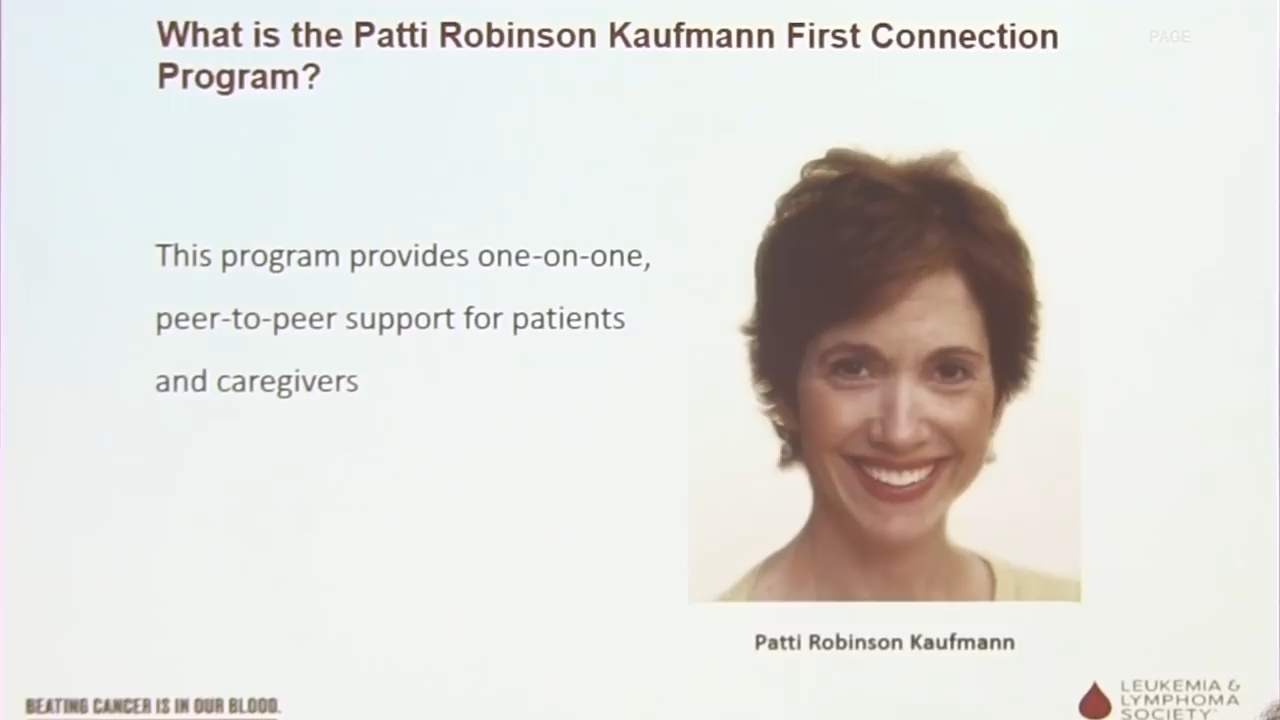 What is the Patti Robinson Kaufmann First Connection
Program?
PAGE
This program provides one-on-one,
peer-to-peer support for patients
and caregivers
Patti Robinson Kaufmann
BEATING CANCER IS IN OUR BLOOD.
LEUKEMIA &
LYMPHOMA
SOCIETY